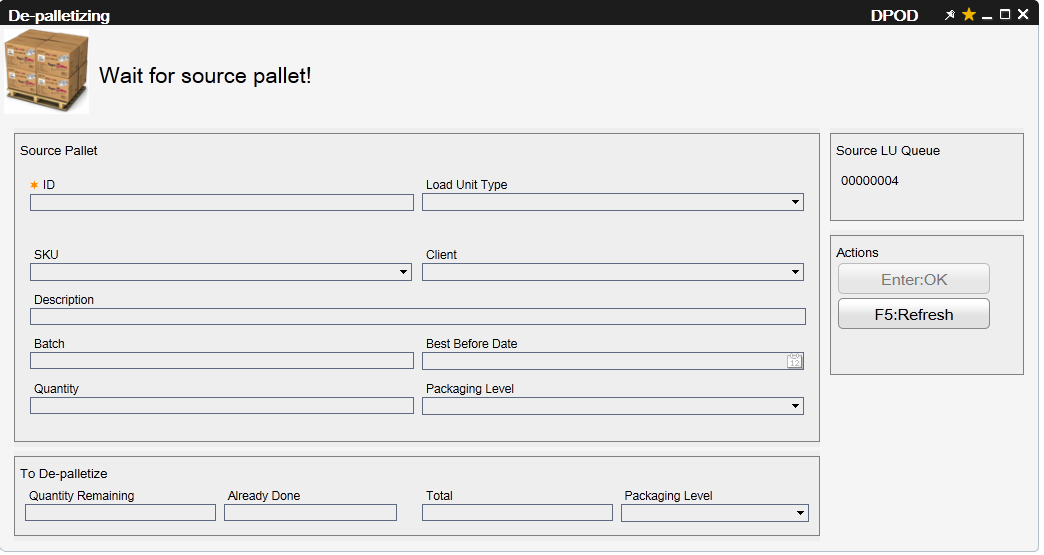 De-palletizing DPOD
Wait for source pallet!
Source Pallet
ID Load Unit Type
SKU Client
Description
Batch Best Before Date
12
Quantity Packaging Level
To De-palletize
Quantity Remaining Already Done Total Packaging Level
Source LU Queue
00000004
Actions
Enter:OK
F5:Refresh